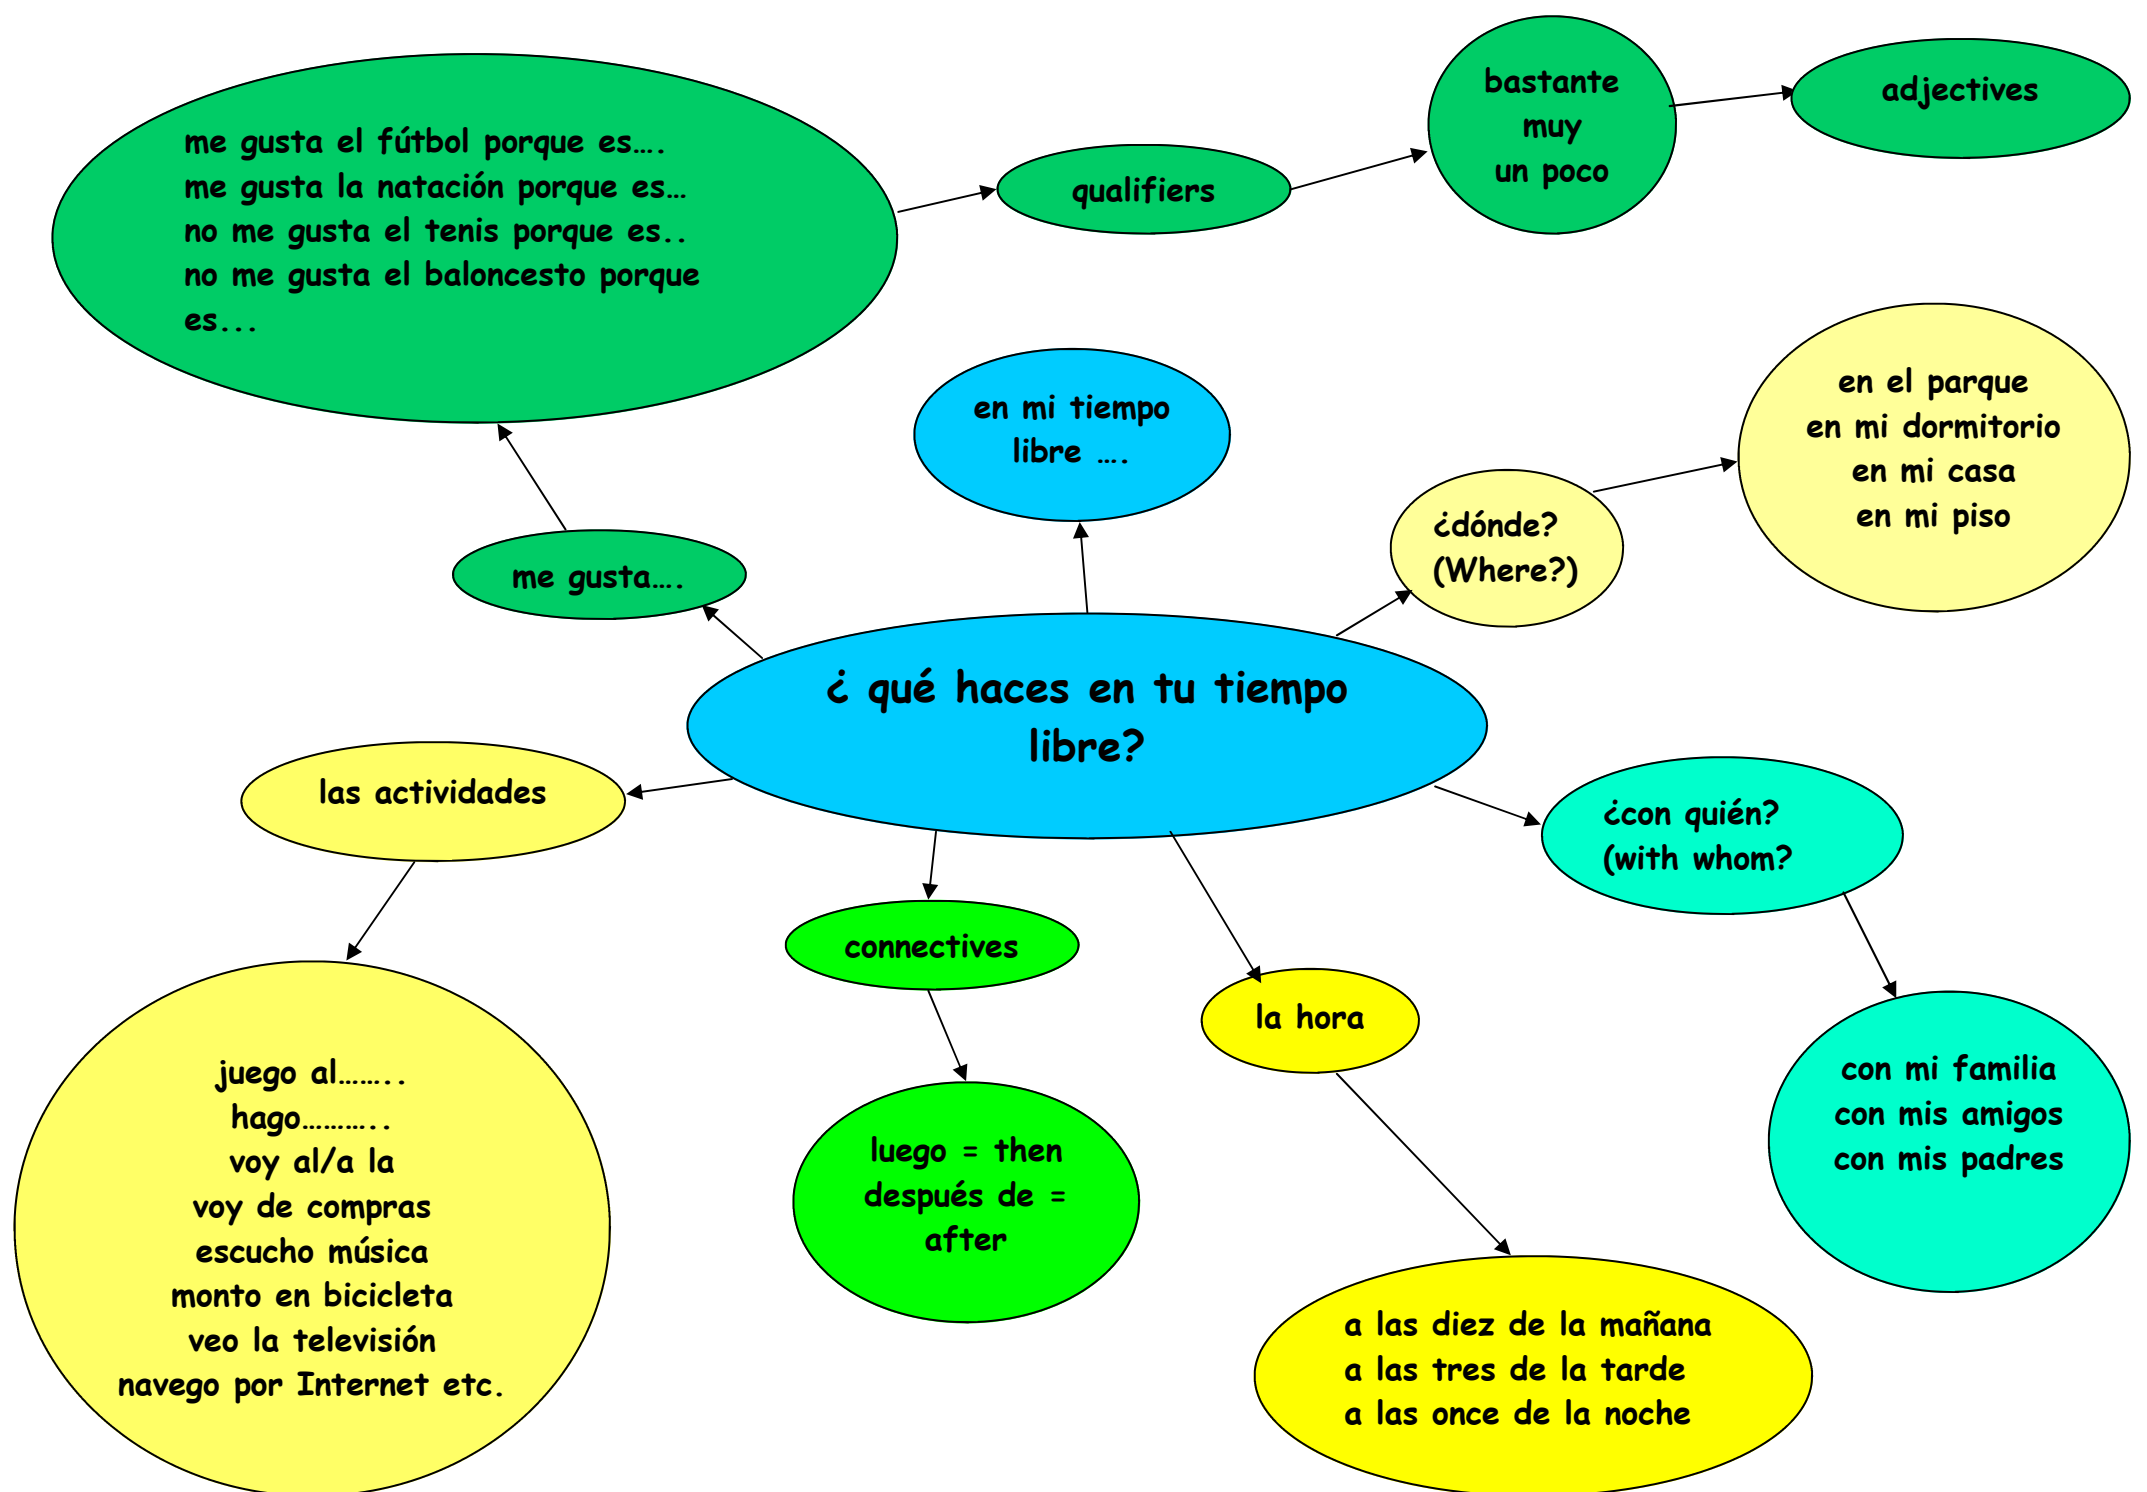 bastante
muy
un poco
adjectives
me gusta el fútbol porque es….
me gusta la natación porque es…
no me gusta el tenis porque es..
no me gusta el baloncesto porque
es...
qualifiers
en mi tiempo
libre ….
en el parque
en mi dormitorio
en mi casa
en mi piso
¿dónde?
(Where?)
me gusta….
¿ qué haces en tu tiempo
libre?
las actividades
¿con quién?
(with whom?
connectives
la hora
juego al……..
hago………..
voy al/a la
voy de compras
escucho música
monto en bicicleta
veo la televisión
navego por Internet etc.
luego = then
después de =
after
con mi familia
con mis amigos
con mis padres
a las diez de la mañana
a las tres de la tarde
a las once de la noche